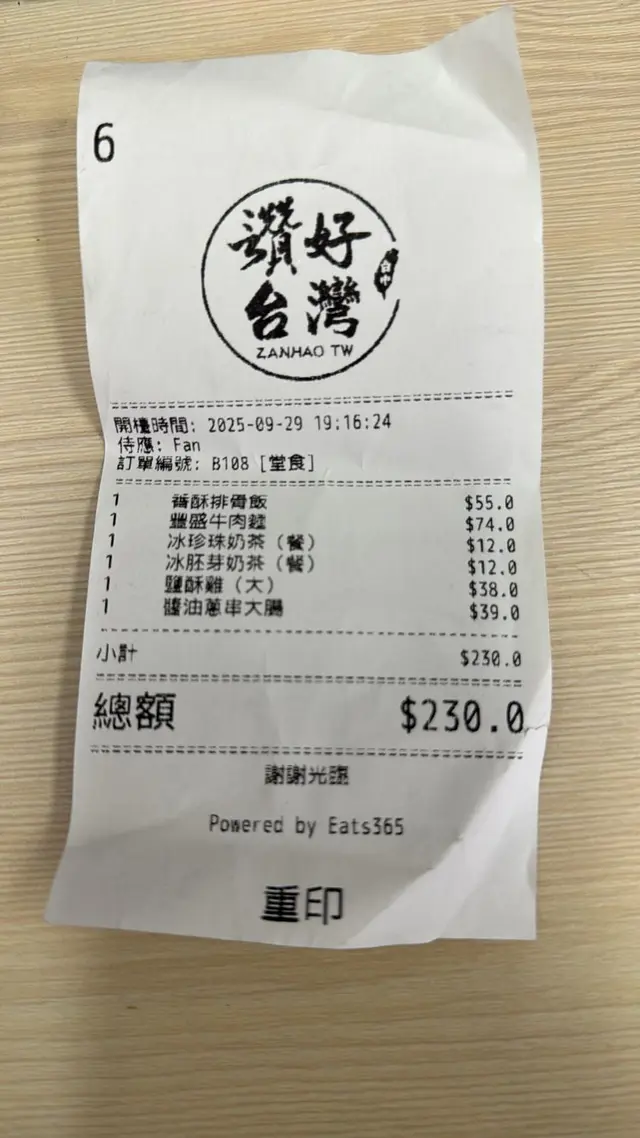 6
讚好
台灣
台中
ZANHAO TW
開檯時間: 2025-09-29 19:16:24
侍應: Fan
訂單編號: B108 [堂食]
1 香酥排骨飯 $55.0
1 豐盛牛肉麵 $74.0
1 冰珍珠奶茶（餐） $12.0
1 冰胚芽奶茶（餐） $12.0
1 鹽酥雞（大） $38.0
1 醬油蔥串大腸 $39.0
小計 $230.0
總額 $230.0
謝謝光臨
Powered by Eats365
重印